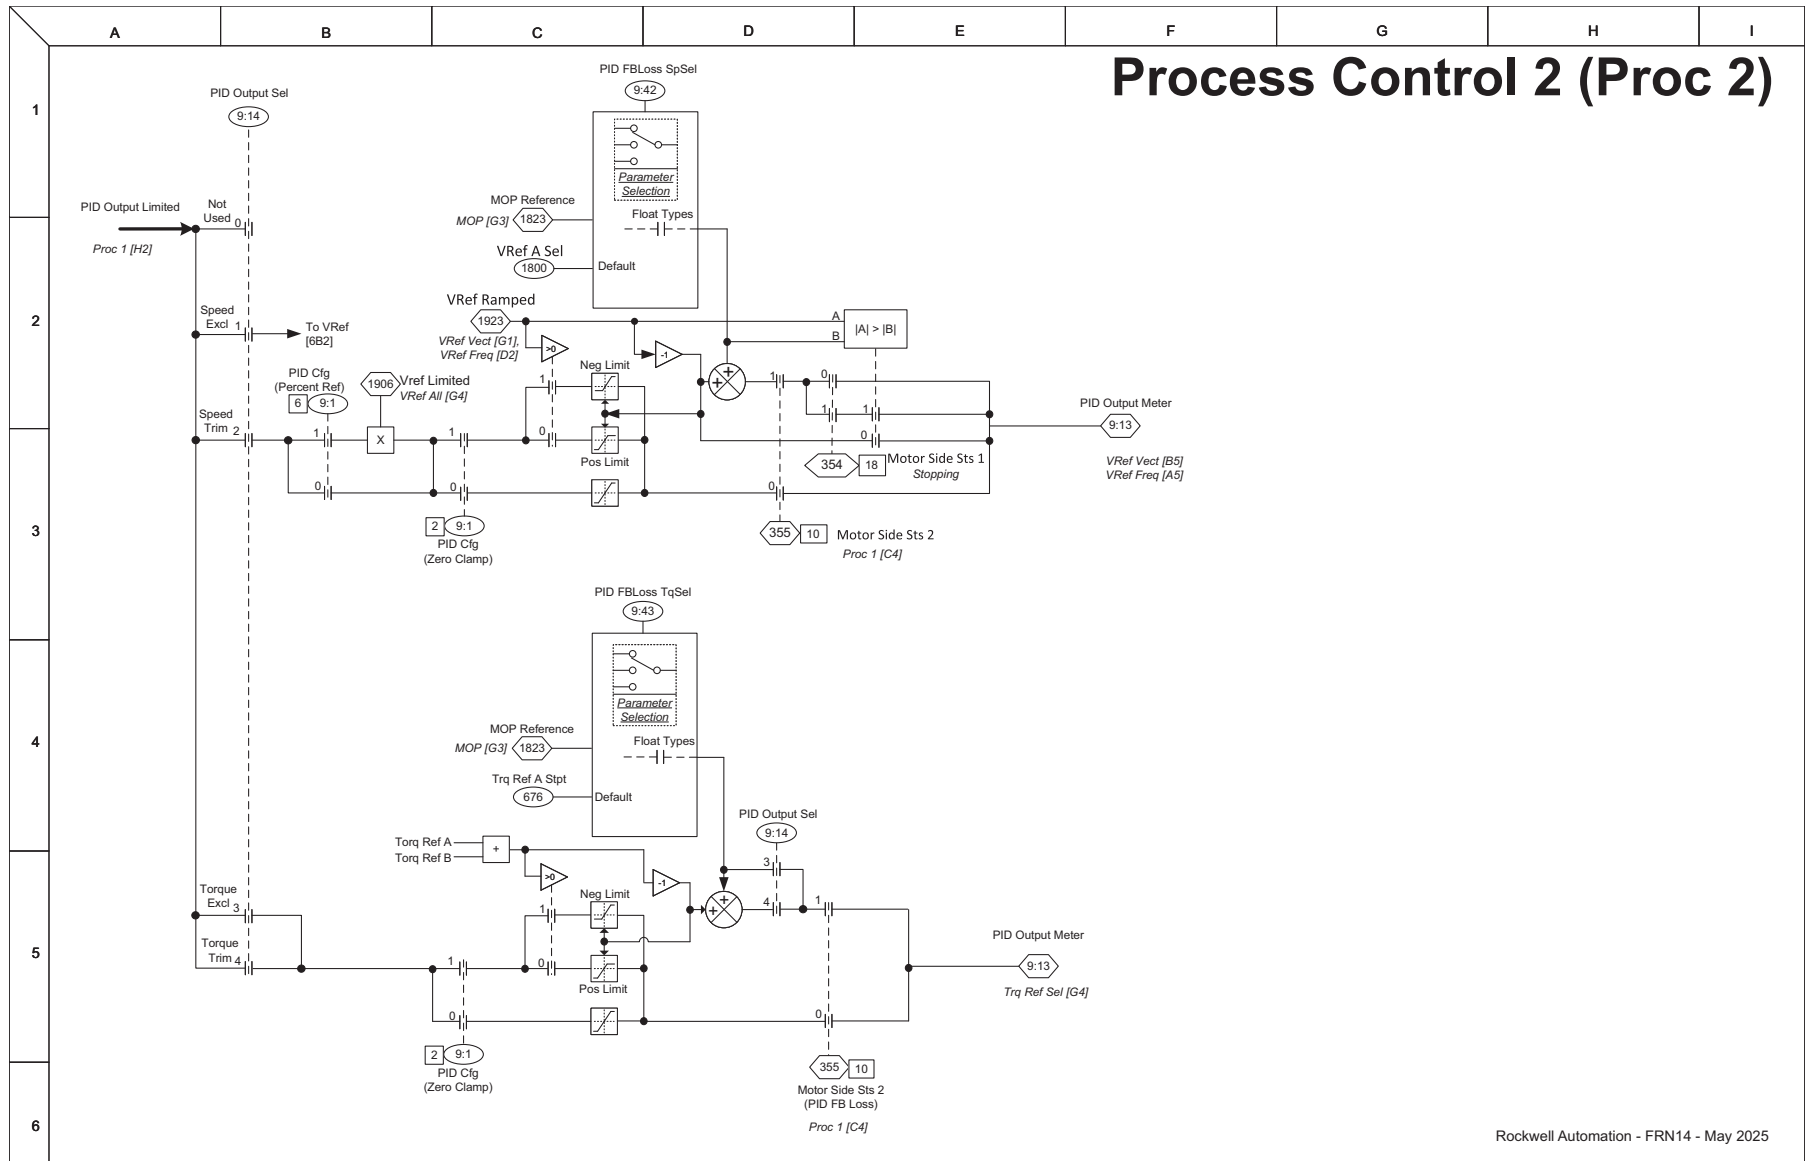 A
B
C
D
E
F
G
H
I
Process Control 2 (Proc 2)
1
2
3
4
5
6
PID FBLoss SpSel
9:42
PID Output Sel
9:14
Parameter
Selection
PID Output Limited
Proc 1 [H2]
Not
Used
0
MOP Reference
MOP [G3]
1823
Float Types
VRef A Sel
1800
Default
Speed
Excl
1
To VRef
[6B2]
VRef Ramped
1923
VRef Vect [G1],
VRef Freq [D2]
>0
-1
A
B
|A| > |B|
PID Cfg
(Percent Ref)
6
9:1
1906
Vref Limited
VRef All [G4]
Neg Limit
1
+
+
1
0
1
1
0
Speed
Trim
2
1
X
1
0
Pos Limit
0
0
0
354
18
Motor Side Sts 1
Stopping
PID Output Meter
9:13
VRef Vect [B5]
VRef Freq [A5]
2
9:1
PID Cfg
(Zero Clamp)
355
10
Motor Side Sts 2
Proc 1 [C4]
PID FBLoss TqSel
9:43
Parameter
Selection
MOP Reference
MOP [G3]
1823
Float Types
Trq Ref A Stpt
676
Default
PID Output Sel
9:14
Torq Ref A
Torq Ref B
+
>0
-1
3
Torque
Excl
3
Neg Limit
1
+
+
4
1
Torque
Trim
4
1
0
Pos Limit
0
0
PID Output Meter
9:13
Trq Ref Sel [G4]
2
9:1
PID Cfg
(Zero Clamp)
355
10
Motor Side Sts 2
(PID FB Loss)
Proc 1 [C4]
Rockwell Automation - FRN14 - May 2025